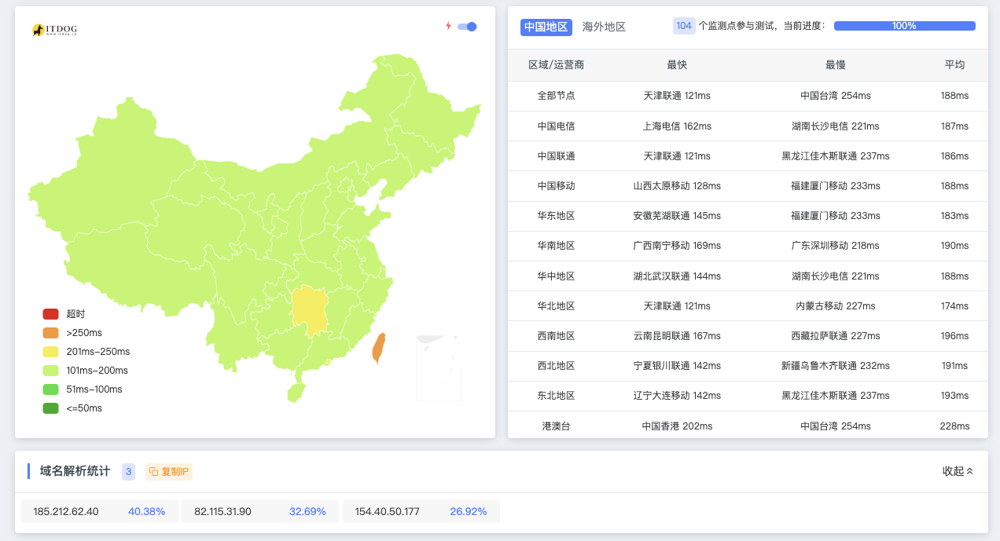 ITDOG
www.itdog.cn
超时
>250ms
201ms-250ms
101ms-200ms
51ms-100ms
<=50ms
中国地区 海外地区 104 个监测点参与测试，当前进度： 100%
区域/运营商 最快 最慢 平均
全部节点 天津联通 121ms 中国台湾 254ms 188ms
中国电信 上海电信 162ms 湖南长沙电信 221ms 187ms
中国联通 天津联通 121ms 黑龙江佳木斯联通 237ms 186ms
中国移动 山西太原移动 128ms 福建厦门移动 233ms 188ms
华东地区 安徽芜湖联通 145ms 福建厦门移动 233ms 183ms
华南地区 广西南宁移动 169ms 广东深圳移动 218ms 190ms
华中地区 湖北武汉联通 144ms 湖南长沙电信 221ms 188ms
华北地区 天津联通 121ms 内蒙古移动 227ms 174ms
西南地区 云南昆明联通 167ms 西藏拉萨联通 227ms 196ms
西北地区 宁夏银川联通 142ms 新疆乌鲁木齐联通 232ms 191ms
东北地区 辽宁大连移动 142ms 黑龙江佳木斯联通 237ms 193ms
港澳台 中国香港 202ms 中国台湾 254ms 228ms
域名解析统计 3 复制IP 收起
185.212.62.40 40.38% 82.115.31.90 32.69% 154.40.50.177 26.92%